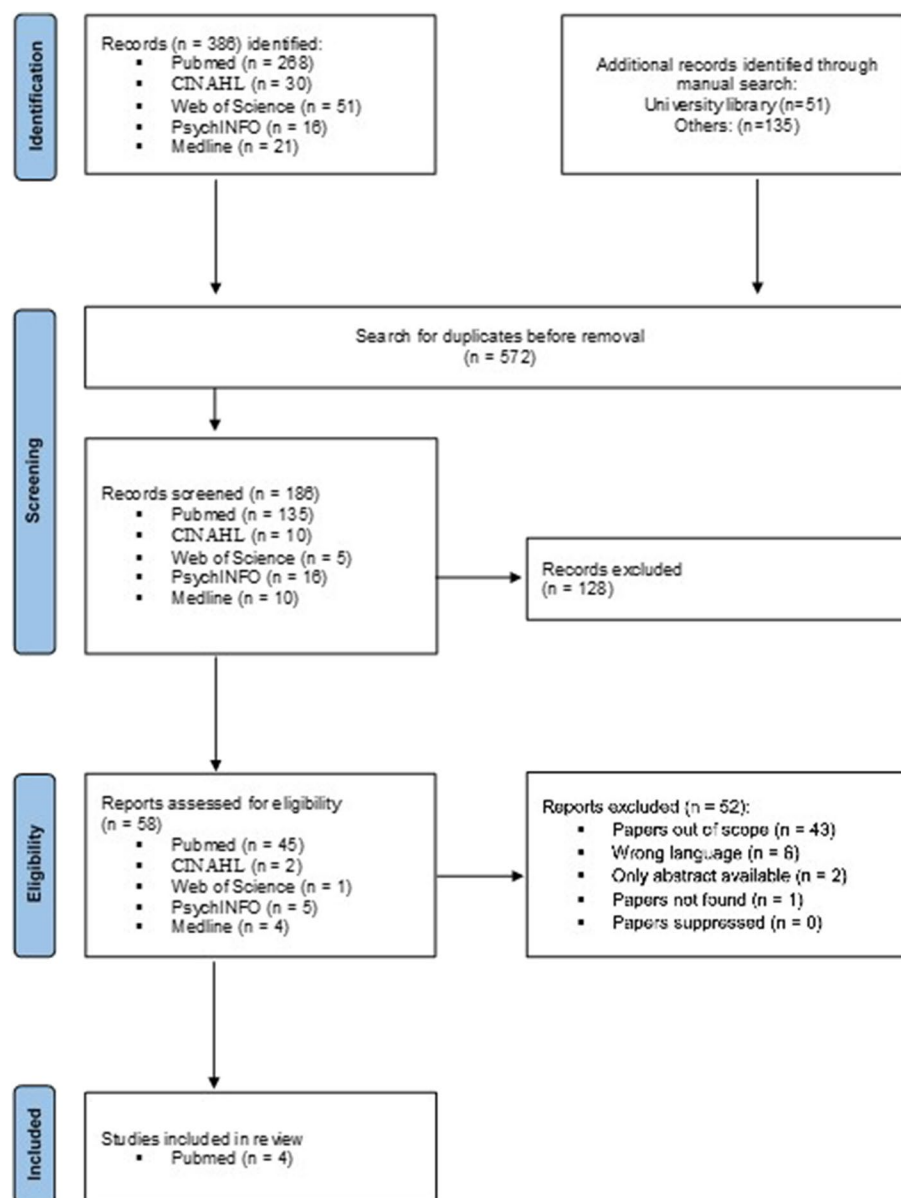 Identification
Records (n = 386) identified:
▪ Pubmed (n = 268)
▪ CINAHL (n = 30)
▪ Web of Science (n = 51)
▪ PsychINFO (n = 16)
▪ Medline (n = 21)
Additional records identified through
manual search:
University library (n=51)
Others: (n=135)
Screening
Search for duplicates before removal
(n = 572)
Records screened (n = 186)
▪ Pubmed (n = 135)
▪ CINAHL (n = 10)
▪ Web of Science (n = 5)
▪ PsychINFO (n = 16)
▪ Medline (n = 10)
Records excluded
(n = 128)
Eligibility
Reports assessed for eligibility
(n = 58)
▪ Pubmed (n = 45)
▪ CINAHL (n = 2)
▪ Web of Science (n = 1)
▪ PsychINFO (n = 5)
▪ Medline (n = 4)
Reports excluded (n = 52):
▪ Papers out of scope (n = 43)
▪ Wrong language (n = 6)
▪ Only abstract available (n = 2)
▪ Papers not found (n = 1)
▪ Papers suppressed (n = 0)
Included
Studies included in review
▪ Pubmed (n = 4)